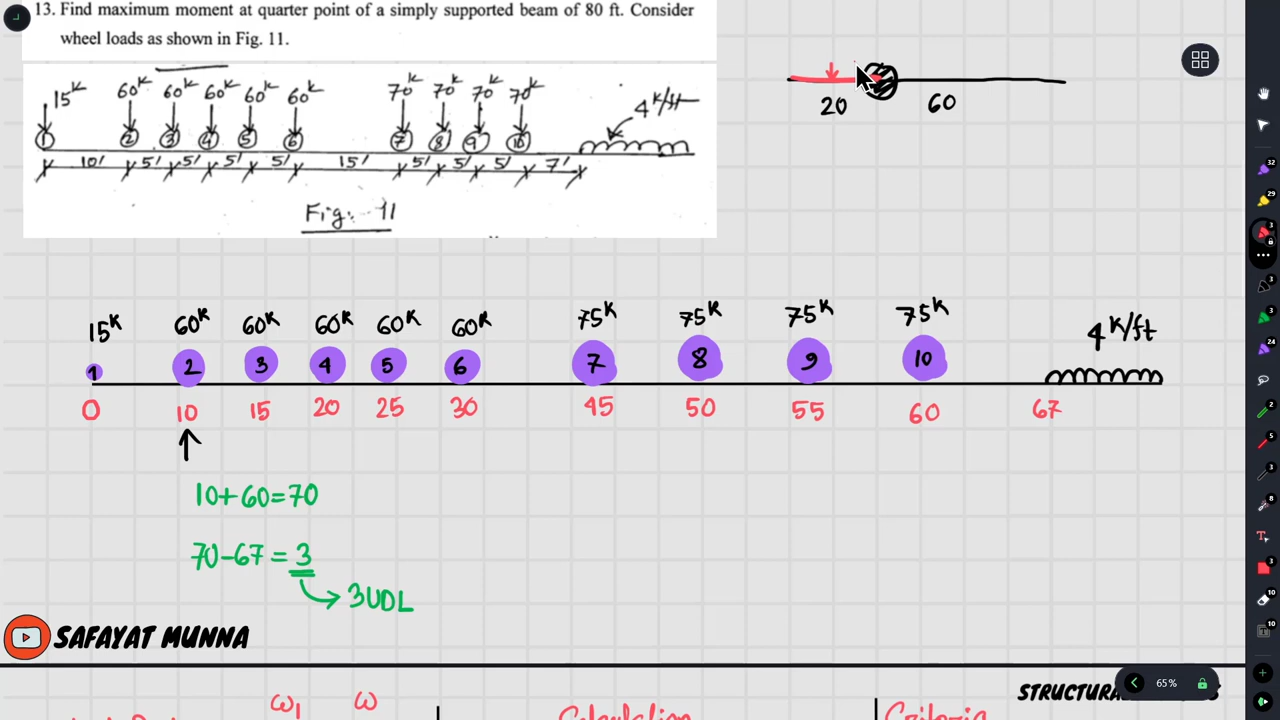 13. Find maximum moment at quarter point of a simply supported beam of 80 ft. Consider
wheel loads as shown in Fig. 11.
15k 60k 60k 60k 60k 60k 70k 70k 70k 70k 4k/ft
1 2 3 4 5 6 7 8 9 10
10' 5' 5' 5' 5' 15' 5' 5' 5' 7'
Fig. 11
20 60
15K 60K 60K 60K 60K 60K 75K 75K 75K 75K 4K/ft
1 2 3 4 5 6 7 8 9 10
0 10 15 20 25 30 45 50 55 60 67
10+60=70
70-67=3
3UDL
SAFAYAT MUNNA
65%
ω1 ω
Calculation
Criteria